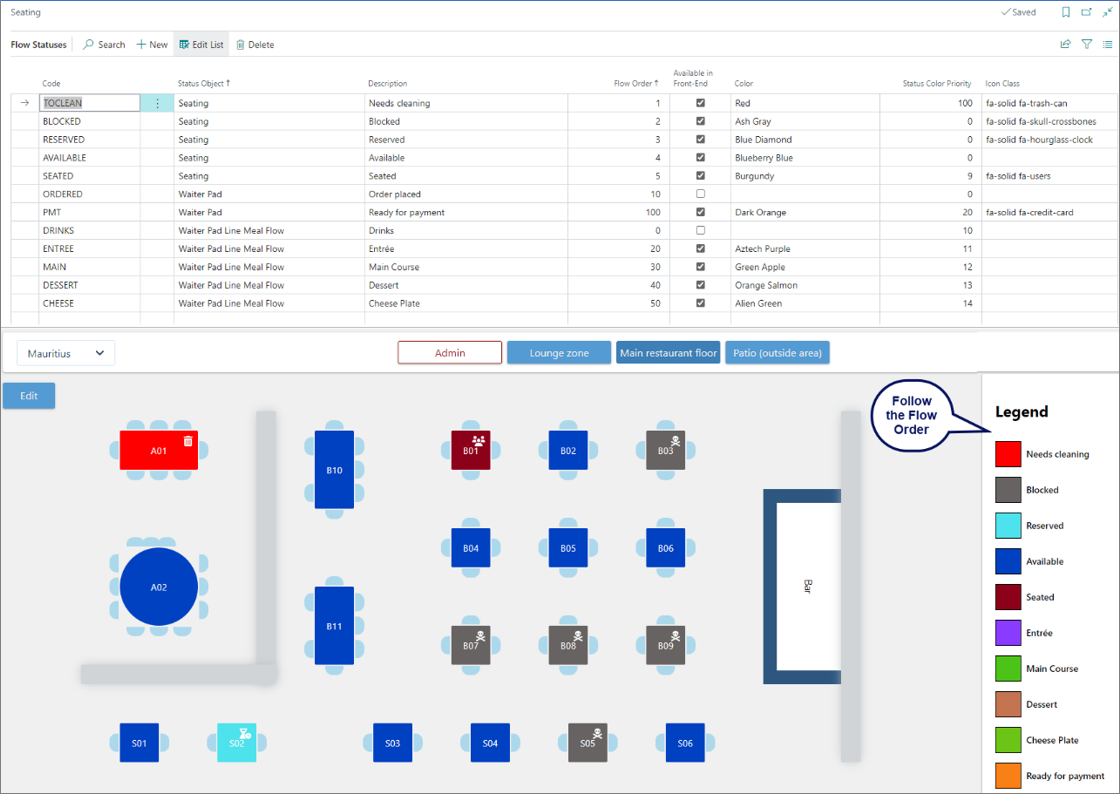 Seating
Saved
Flow Statuses Search New Edit List Delete
Code Status Object Description Flow Order Available in Front-End Color Status Color Priority Icon Class
TOCLEAN Seating Needs cleaning 1 Red 100 fa-solid fa-trash-can
BLOCKED Seating Blocked 2 Ash Gray 0 fa-solid fa-skull-crossbones
RESERVED Seating Reserved 3 Blue Diamond 0 fa-solid fa-hourglass-clock
AVAILABLE Seating Available 4 Blueberry Blue 0
SEATED Seating Seated 5 Burgundy 9 fa-solid fa-users
ORDERED Waiter Pad Order placed 10 0
PMT Waiter Pad Ready for payment 100 Dark Orange 20 fa-solid fa-credit-card
DRINKS Waiter Pad Line Meal Flow Drinks 0 10
ENTREE Waiter Pad Line Meal Flow Entrée 20 Aztech Purple 11
MAIN Waiter Pad Line Meal Flow Main Course 30 Green Apple 12
DESSERT Waiter Pad Line Meal Flow Dessert 40 Orange Salmon 13
CHEESE Waiter Pad Line Meal Flow Cheese Plate 50 Alien Green 14
Mauritius Admin Lounge zone Main restaurant floor Patio (outside area)
Edit
Follow
the Flow
Order
A01 B10 B01 B02 B03
B04 B05 B06
A02 B11 B07 B08 B09
Bar
S01 S02 S03 S04 S05 S06
Legend
Needs cleaning
Blocked
Reserved
Available
Seated
Entrée
Main Course
Dessert
Cheese Plate
Ready for payment